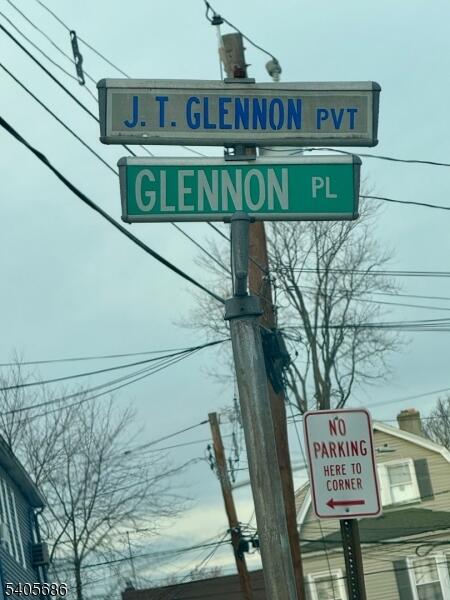 J. T. GLENNON PVT
GLENNON PL
NO
PARKING
HERE TO
CORNER
5405686